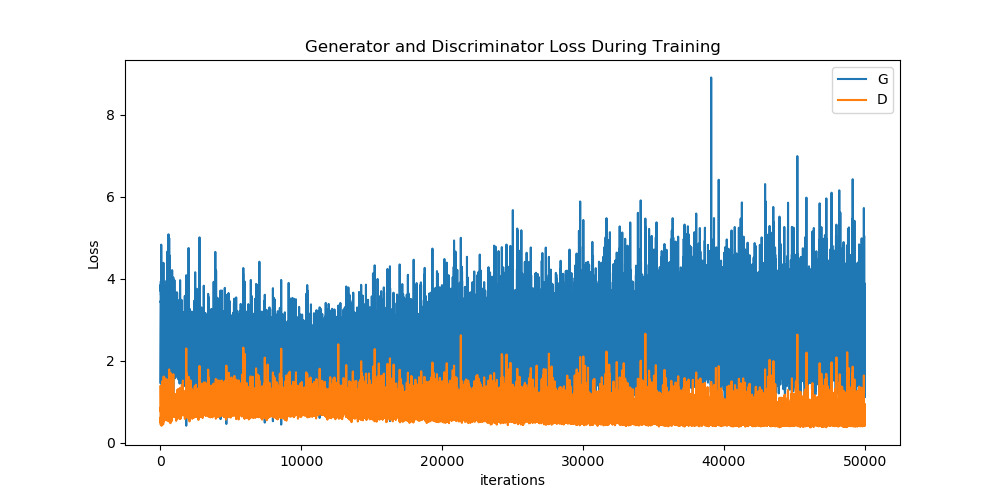 Generator and Discriminator Loss During Training
G
D
8
6
4
2
0
Loss
0 10000 20000 30000 40000 50000
iterations